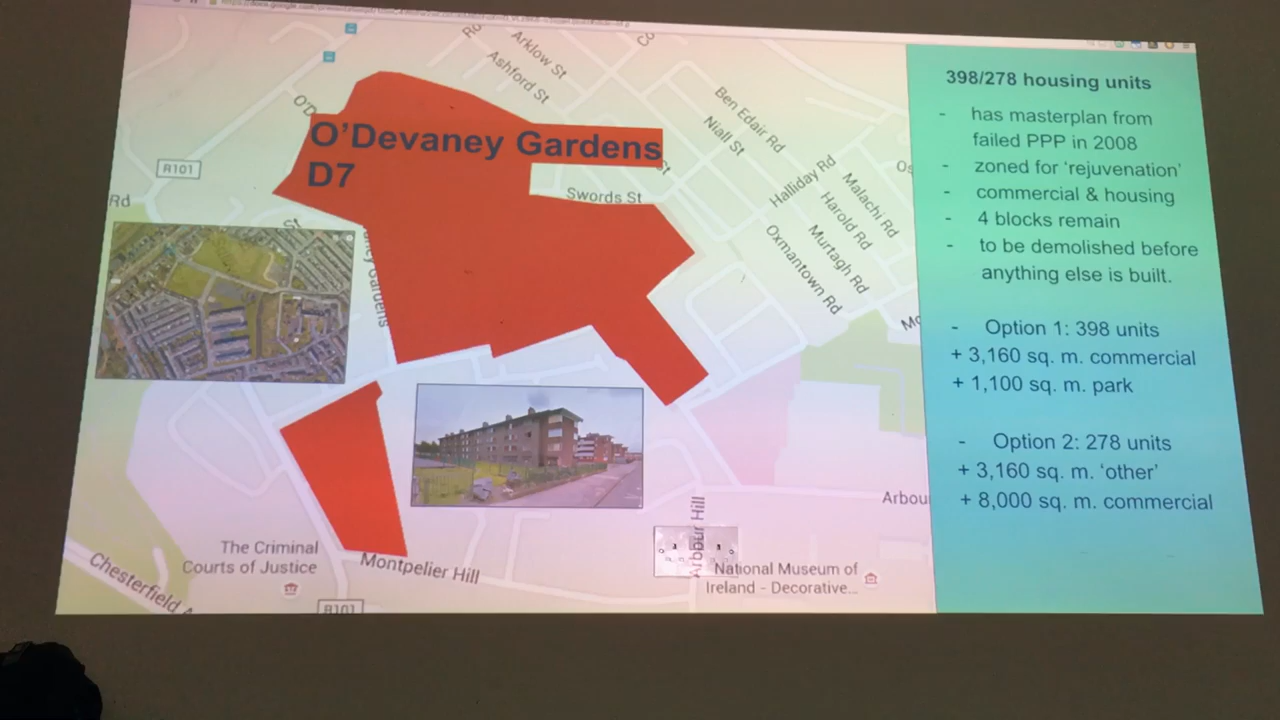 O'Devaney Gardens
D7
Arklow St
Ashford St
Ben Edair Rd
Niall St
Halliday Rd
Malachi Rd
Harold Rd
Murtagh Rd
Oxmantown Rd
Swords St
R101
Rd
St
Gardens
The Criminal
Courts of Justice
Montpelier Hill
Chesterfield
R101
Arbour Hill
National Museum of
Ireland - Decorative...
398/278 housing units
- has masterplan from
failed PPP in 2008
- zoned for ‘rejuvenation’
- commercial & housing
- 4 blocks remain
- to be demolished before
anything else is built.
- Option 1: 398 units
+ 3,160 sq. m. commercial
+ 1,100 sq. m. park
- Option 2: 278 units
+ 3,160 sq. m. ‘other’
+ 8,000 sq. m. commercial